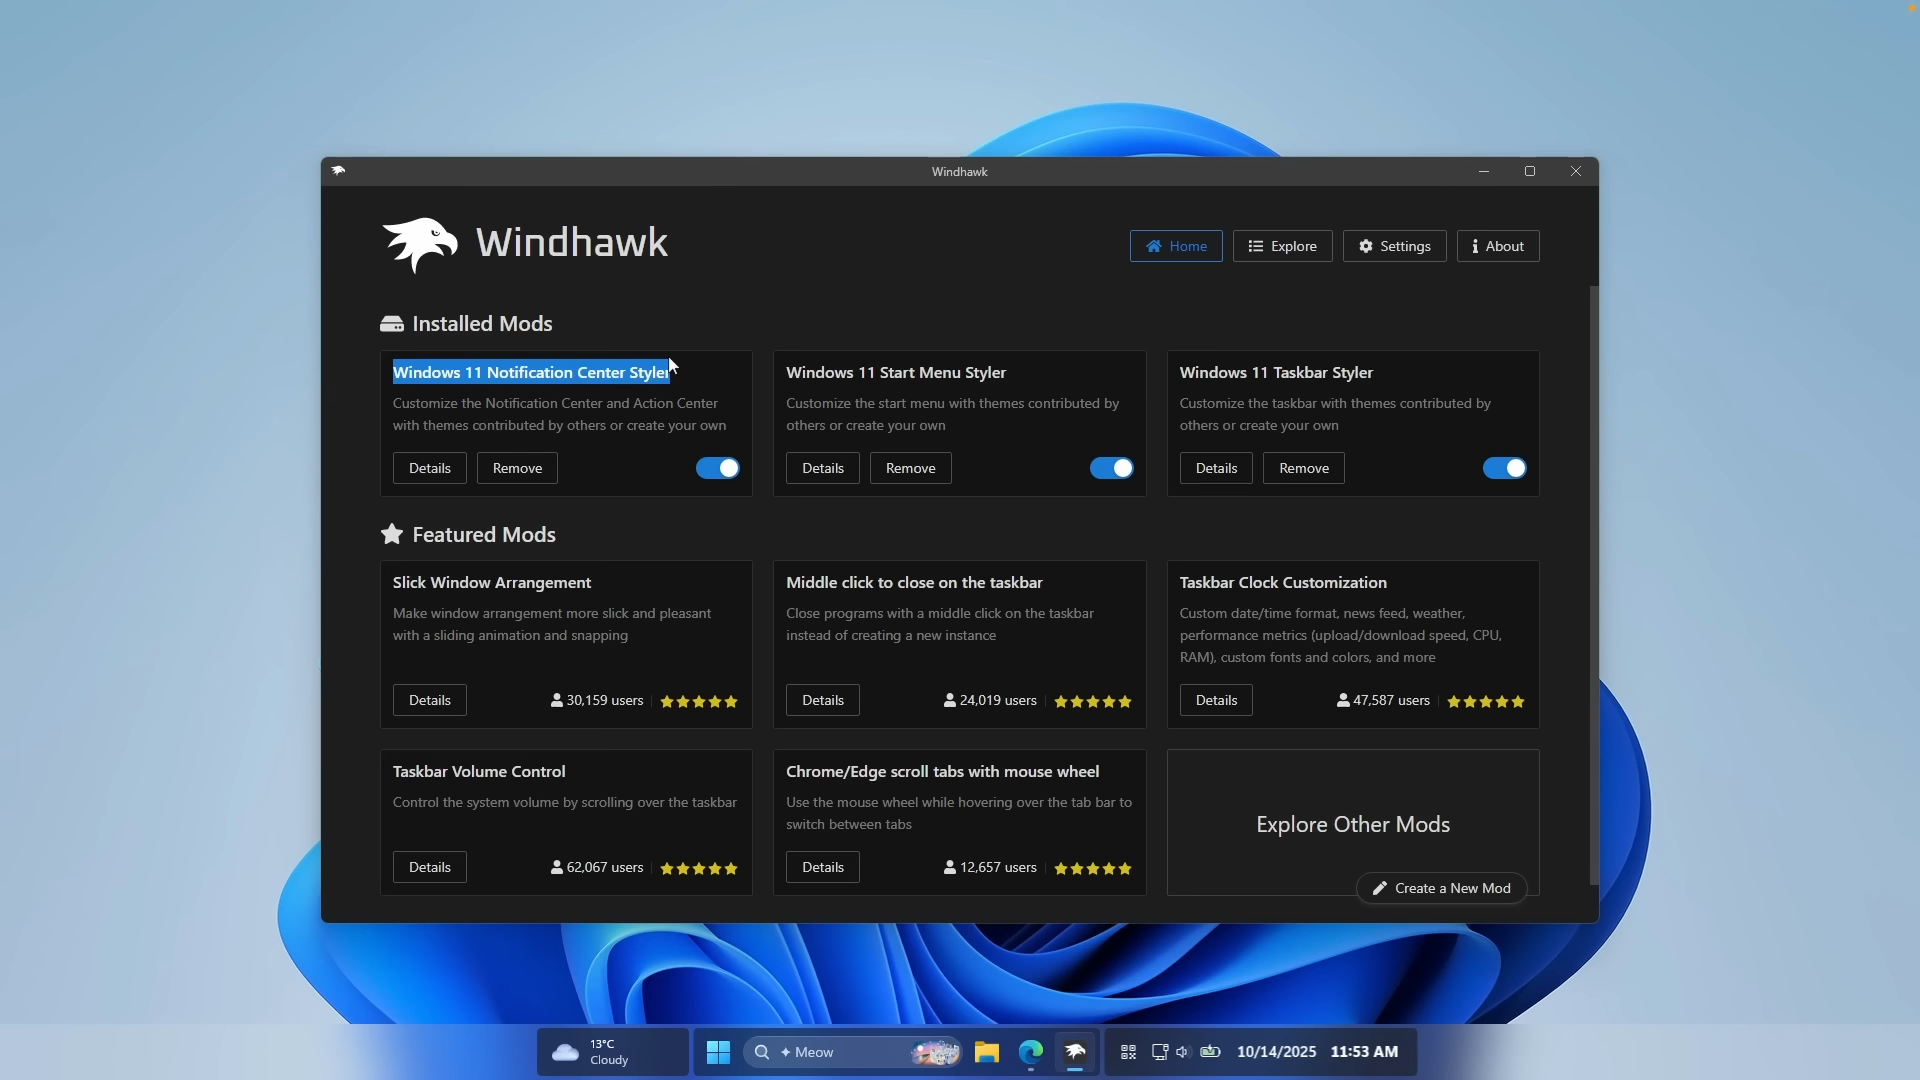 Windhawk
Windhawk
Home
Explore
Settings
About
Installed Mods
Windows 11 Notification Center Styler
Customize the Notification Center and Action Center
with themes contributed by others or create your own
Details
Remove
Windows 11 Start Menu Styler
Customize the start menu with themes contributed by
others or create your own
Details
Remove
Windows 11 Taskbar Styler
Customize the taskbar with themes contributed by
others or create your own
Details
Remove
Featured Mods
Slick Window Arrangement
Make window arrangement more slick and pleasant
with a sliding animation and snapping
Details
30,159 users
Middle click to close on the taskbar
Close programs with a middle click on the taskbar
instead of creating a new instance
Details
24,019 users
Taskbar Clock Customization
Custom date/time format, news feed, weather,
performance metrics (upload/download speed, CPU,
RAM), custom fonts and colors, and more
Details
47,587 users
Taskbar Volume Control
Control the system volume by scrolling over the taskbar
Details
62,067 users
Chrome/Edge scroll tabs with mouse wheel
Use the mouse wheel while hovering over the tab bar to
switch between tabs
Details
12,657 users
Explore Other Mods
Create a New Mod
13°C
Cloudy
Meow
10/14/2025 11:53 AM